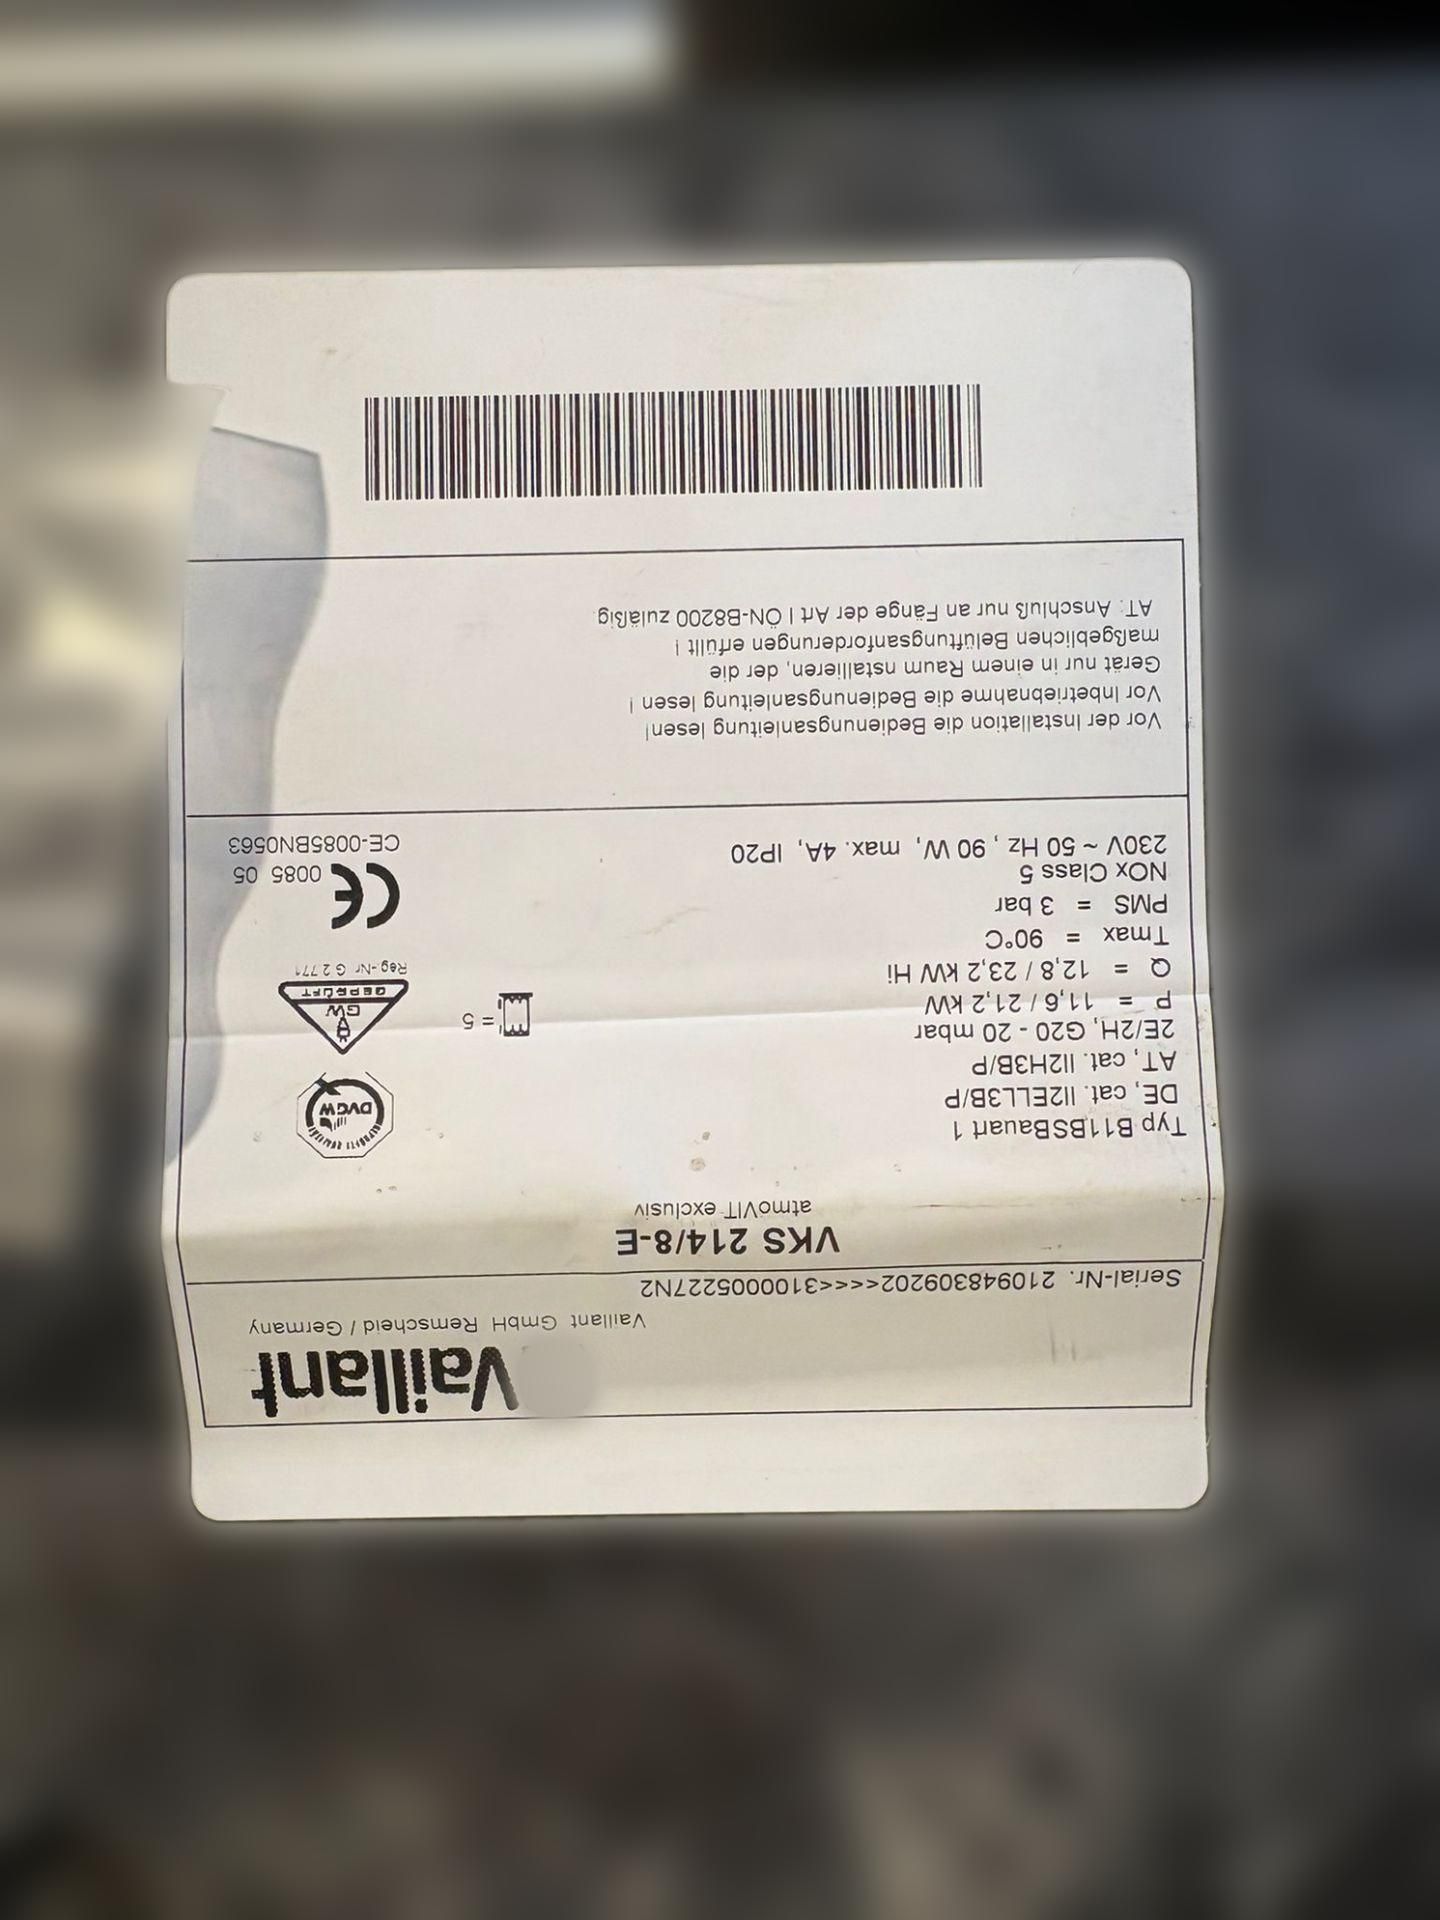 Vaillant
Vaillant GmbH Remscheid / Germany
Serial-Nr. 210948309202<<<<3100005227N2
VKS 214/8-E
atmoVIT exclusiv
Typ B11BSBauart 1
DE, cat. II2ELL3B/P
AT, cat. II2H3B/P
2E/2H, G20 - 20 mbar
P = 11,6 / 21,2 kW
Q = 12,8 / 23,2 kW Hi
Tmax = 90°C
PMS = 3 bar
NOx Class 5
230V ~ 50 Hz , 90 W, max. 4A, IP20
= 5
DVGW
GW
GEPRÜFT
Reg.-Nr G 2 771
CE 0085 05
CE-0085BN0563
Vor der Installation die Bedienungsanleitung lesen!
Vor Inbetriebnahme die Bedienungsanleitung lesen !
Gerät nur in einem Raum nstallieren, der die
maßgeblichen Belüftungsanforderungen erfüllt !
AT: Anschluß nur an Fänge der Art I ÖN-B8200 zuläßig.